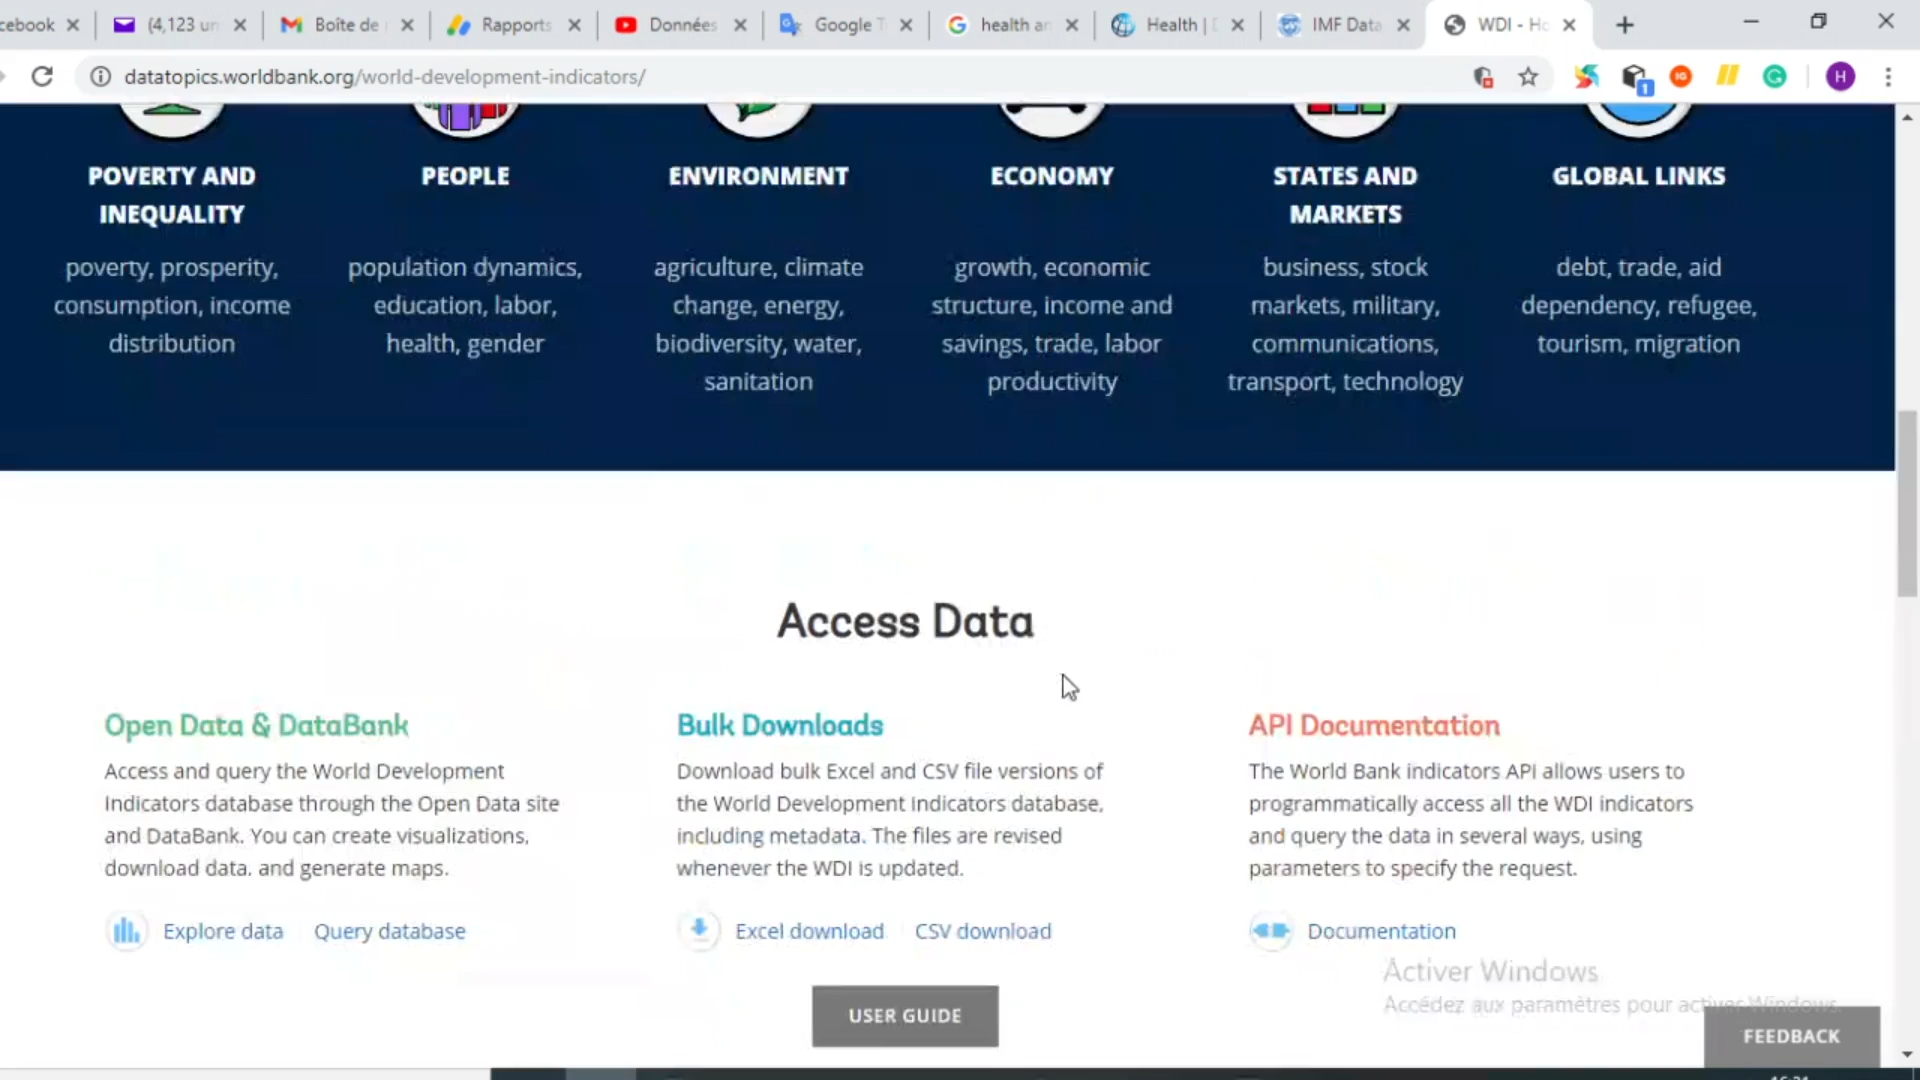 cebook
(4,123 un
Boîte de
Rapports
Données
Google T
health an
Health | D
IMF Data
WDI - Ho
datatopics.worldbank.org/world-development-indicators/
1
H
POVERTY AND
INEQUALITY
poverty, prosperity,
consumption, income
distribution
PEOPLE
population dynamics,
education, labor,
health, gender
ENVIRONMENT
agriculture, climate
change, energy,
biodiversity, water,
sanitation
ECONOMY
growth, economic
structure, income and
savings, trade, labor
productivity
STATES AND
MARKETS
business, stock
markets, military,
communications,
transport, technology
GLOBAL LINKS
debt, trade, aid
dependency, refugee,
tourism, migration
Access Data
Open Data & DataBank
Access and query the World Development
Indicators database through the Open Data site
and DataBank. You can create visualizations,
download data. and generate maps.
Explore data Query database
Bulk Downloads
Download bulk Excel and CSV file versions of
the World Development Indicators database,
including metadata. The files are revised
whenever the WDI is updated.
Excel download CSV download
API Documentation
The World Bank indicators API allows users to
programmatically access all the WDI indicators
and query the data in several ways, using
parameters to specify the request.
Documentation
Activer Windows
Accédez aux paramètres pour activer Windows.
USER GUIDE
FEEDBACK